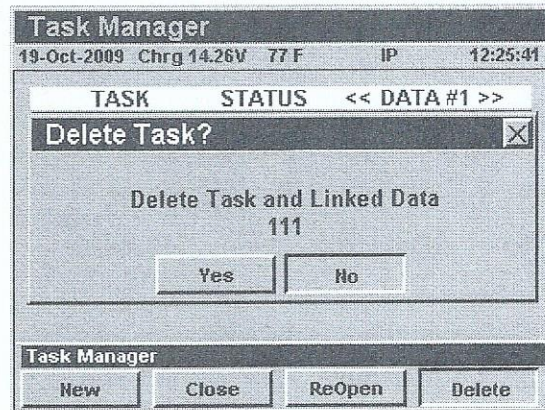 Task Manager
19-Oct-2009 Chrg 14.26V 77 F IP 12:25:41
TASK STATUS << DATA #1 >>
Delete Task?
Delete Task and Linked Data
111
Yes No
Task Manager
New Close ReOpen Delete